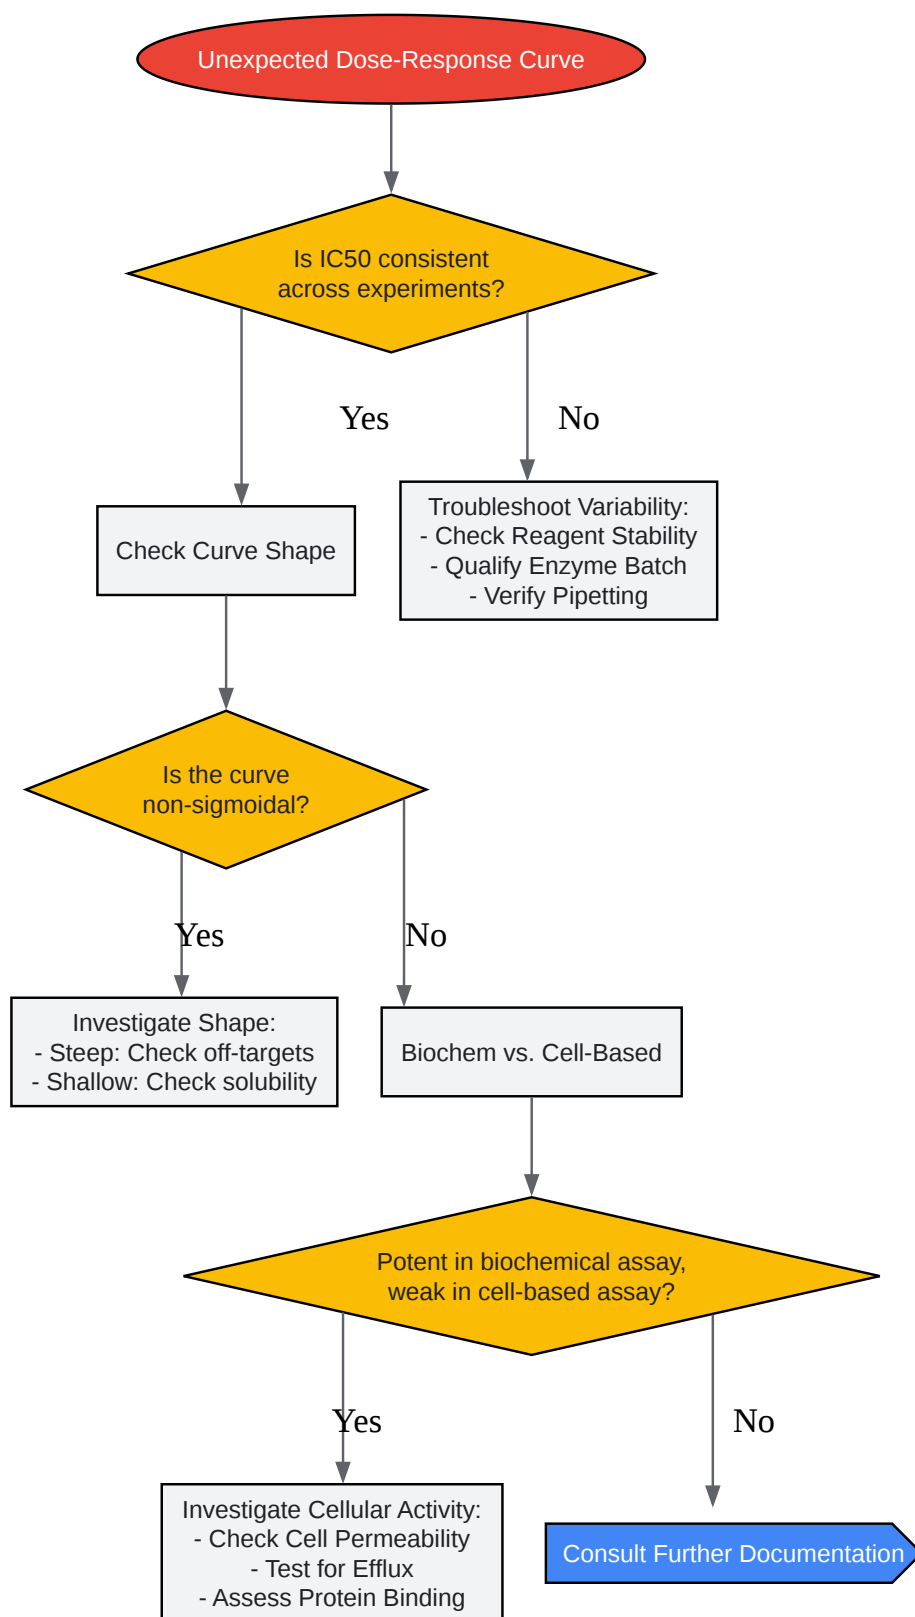 Unexpected Dose-Response Curve
Is IC50 consistent
across experiments?
Yes
No
Troubleshoot Variability:
- Check Reagent Stability
- Qualify Enzyme Batch
- Verify Pipetting
Check Curve Shape
Is the curve
non-sigmoidal?
Yes
No
Investigate Shape:
- Steep: Check off-targets
- Shallow: Check solubility
Biochem vs. Cell-Based
Potent in biochemical assay,
weak in cell-based assay?
Yes
No
Investigate Cellular Activity:
- Check Cell Permeability
- Test for Efflux
- Assess Protein Binding
Consult Further Documentation